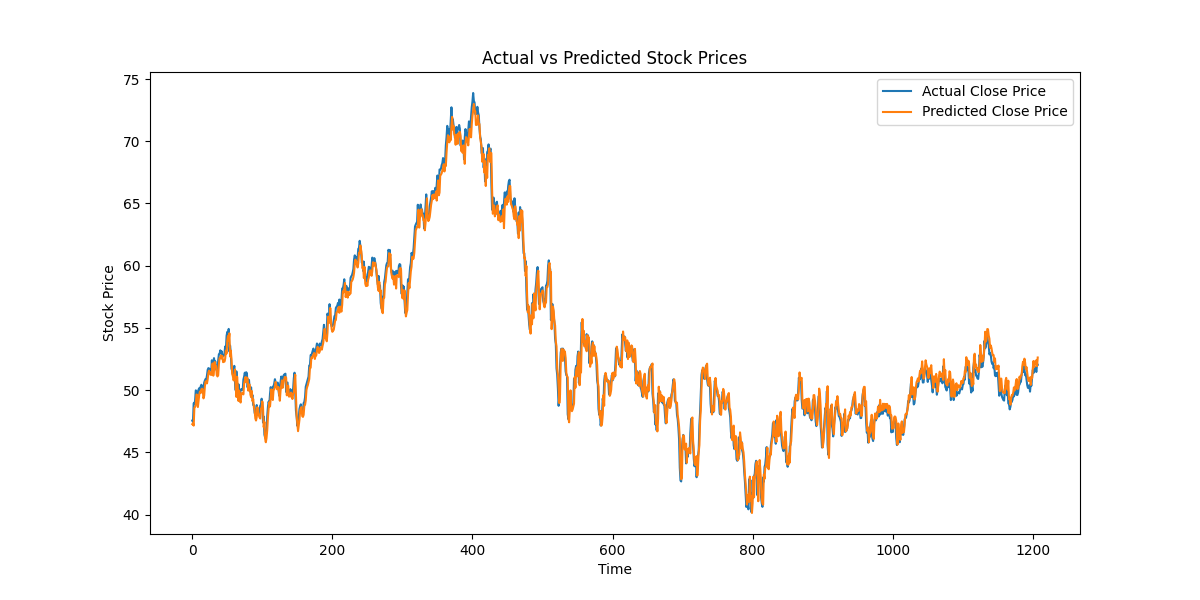 Actual vs Predicted Stock Prices
Actual Close Price
Predicted Close Price
Stock Price
75
70
65
60
55
50
45
40
0 200 400 600 800 1000 1200
Time